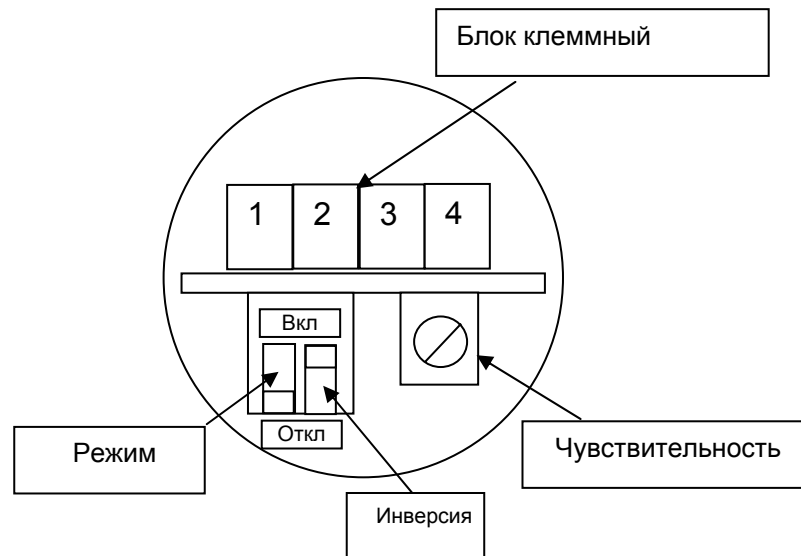 Блок клеммный
1 2 3 4
Вкл
Откл
Режим
Чувствительность
Инверсия